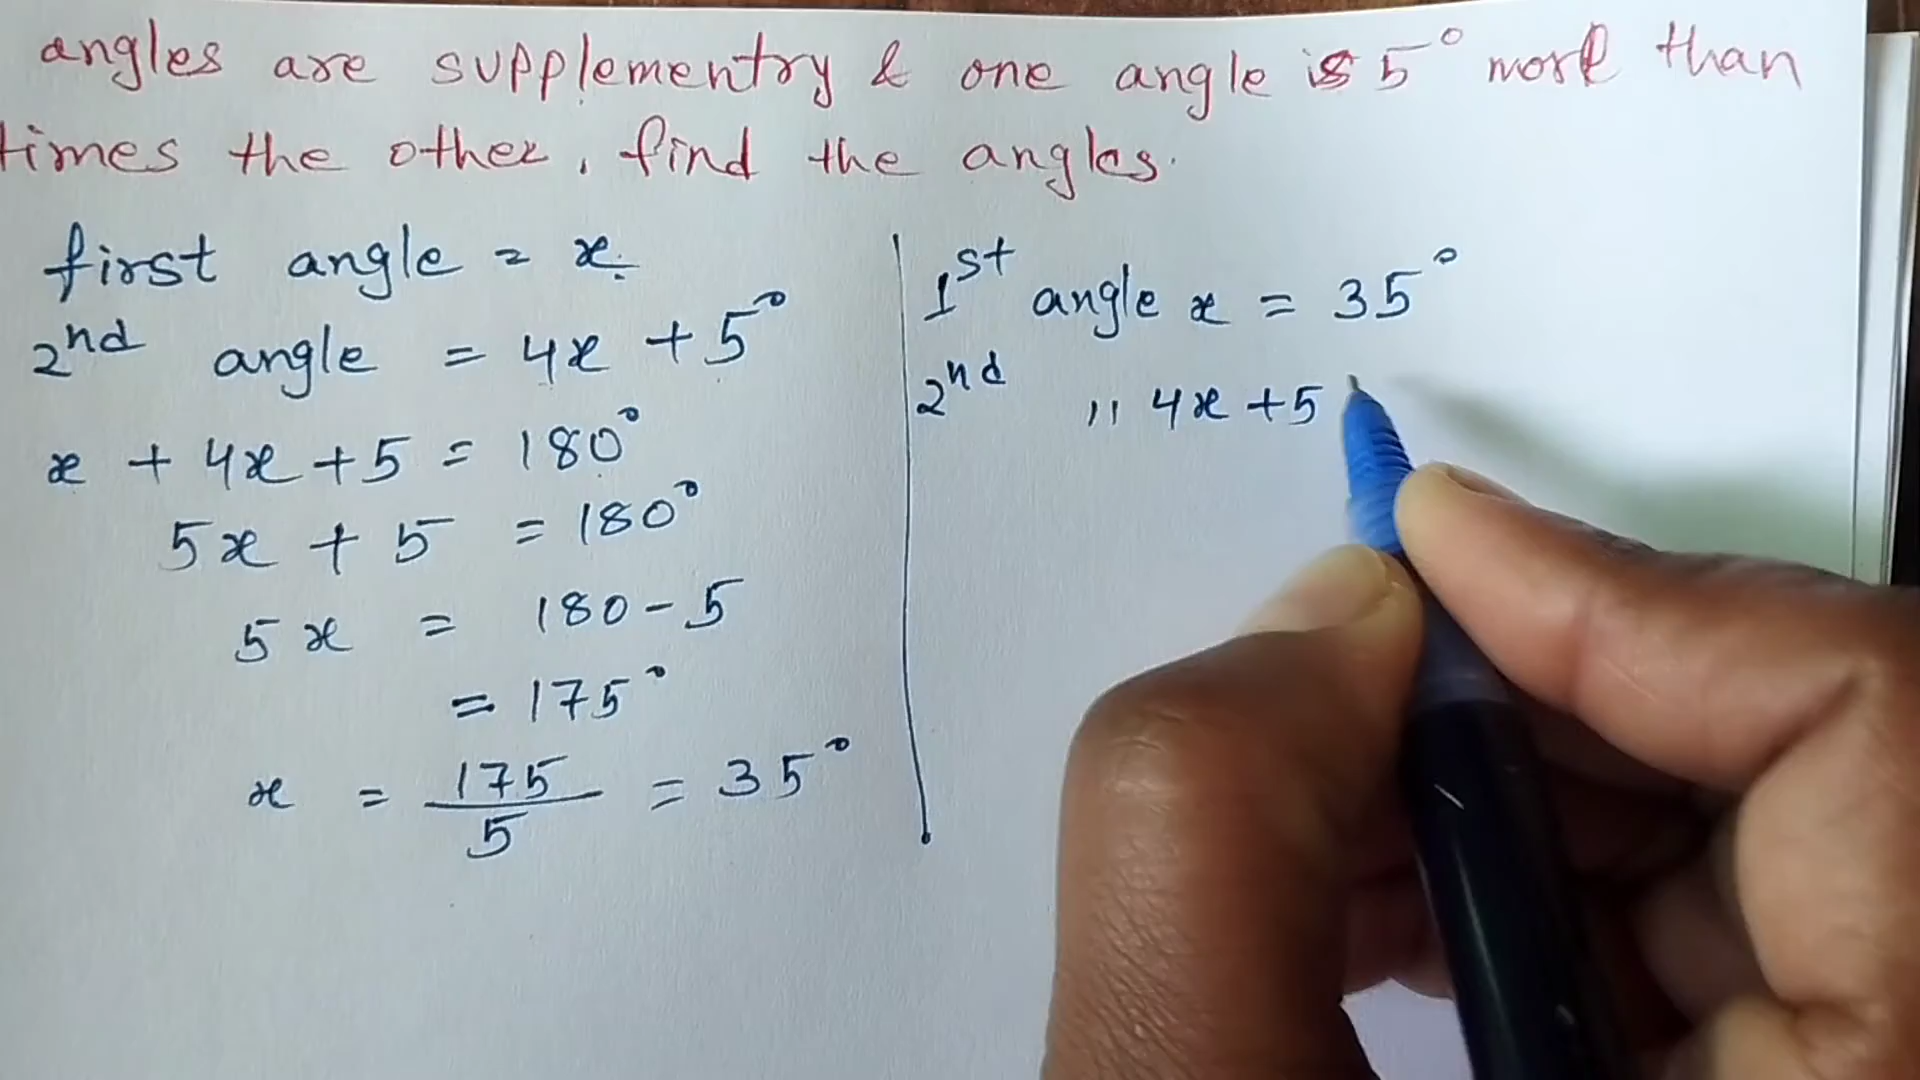 angles are supplementry & one angle is 5° more than
times the other, find the angles.
first angle = x.
2nd angle = 4x + 5°
x + 4x + 5 = 180°
5x + 5 = 180°
5x = 180 - 5
= 175°
x = 175/5 = 35°
1st angle x = 35°
2nd ,, 4x + 5